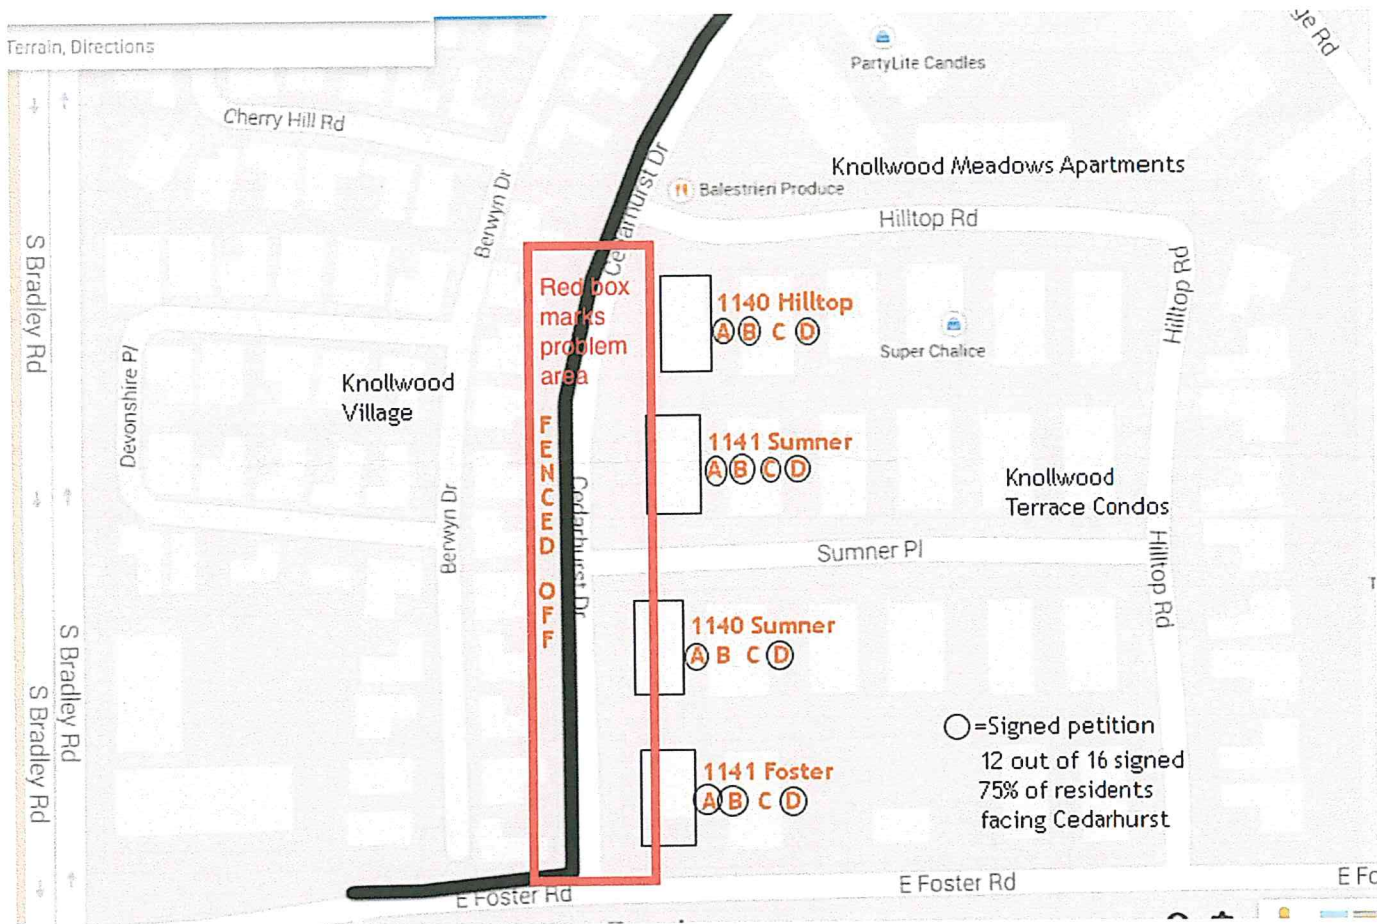 Terrain, Directions
PartyLite Candles
Cherry Hill Rd
Knollwood Meadows Apartments
Balestrieri Produce
Berwyn Dr
Cedarhurst Dr
Hilltop Rd
S Bradley Rd
Hilltop Rd
Red box
marks
problem
area
1140 Hilltop
A B C D
Super Chalice
Devonshire Pl
Knollwood
Village
FENCED OFF
1141 Sumner
A B C D
Knollwood
Terrace Condos
Berwyn Dr
Cedarhurst Dr
Sumner Pl
Hilltop Rd
1140 Sumner
A B C D
S Bradley Rd
S Bradley Rd
=Signed petition
12 out of 16 signed
75% of residents
facing Cedarhurst
1141 Foster
A B C D
E Foster Rd
E Foster Rd
E Fo